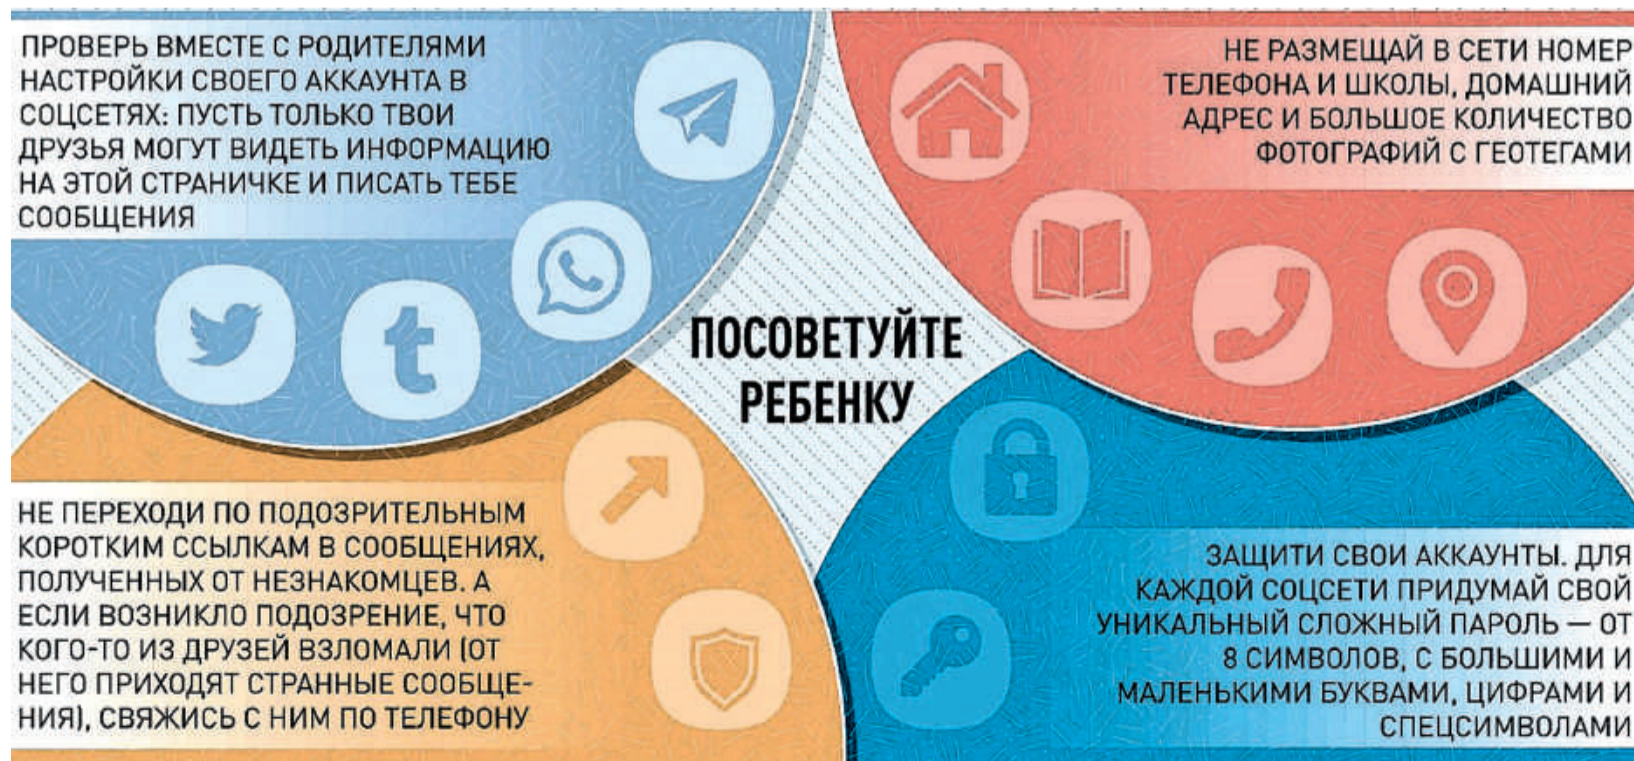 ПРОВЕРЬ ВМЕСТЕ С РОДИТЕЛЯМИ
НАСТРОЙКИ СВОЕГО АККАУНТА В
СОЦСЕТЯХ: ПУСТЬ ТОЛЬКО ТВОИ
ДРУЗЬЯ МОГУТ ВИДЕТЬ ИНФОРМАЦИЮ
НА ЭТОЙ СТРАНИЧКЕ И ПИСАТЬ ТЕБЕ
СООБЩЕНИЯ
НЕ РАЗМЕЩАЙ В СЕТИ НОМЕР
ТЕЛЕФОНА И ШКОЛЫ, ДОМАШНИЙ
АДРЕС И БОЛЬШОЕ КОЛИЧЕСТВО
ФОТОГРАФИЙ С ГЕОТЕГАМИ
ПОСОВЕТУЙТЕ
РЕБЕНКУ
НЕ ПЕРЕХОДИ ПО ПОДОЗРИТЕЛЬНЫМ
КОРОТКИМ ССЫЛКАМ В СООБЩЕНИЯХ,
ПОЛУЧЕННЫХ ОТ НЕЗНАКОМЦЕВ. А
ЕСЛИ ВОЗНИКЛО ПОДОЗРЕНИЕ, ЧТО
КОГО-ТО ИЗ ДРУЗЕЙ ВЗЛОМАЛИ (ОТ
НЕГО ПРИХОДЯТ СТРАННЫЕ СООБЩЕ-
НИЯ), СВЯЖИСЬ С НИМ ПО ТЕЛЕФОНУ
ЗАЩИТИ СВОИ АККАУНТЫ. ДЛЯ
КАЖДОЙ СОЦСЕТИ ПРИДУМАЙ СВОЙ
УНИКАЛЬНЫЙ СЛОЖНЫЙ ПАРОЛЬ — ОТ
8 СИМВОЛОВ, С БОЛЬШИМИ И
МАЛЕНЬКИМИ БУКВАМИ, ЦИФРАМИ И
СПЕЦСИМВОЛАМИ